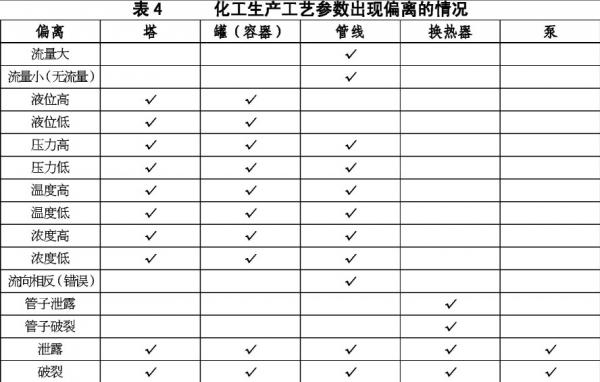 表4 化工生产工艺参数出现偏离的情况
偏离 塔 罐（容器） 管线 换热器 泵
流量大 ✓
流量小（无流量） ✓
液位高 ✓ ✓
液位低 ✓ ✓
压力高 ✓ ✓ ✓
压力低 ✓ ✓ ✓
温度高 ✓ ✓ ✓
温度低 ✓ ✓ ✓
浓度高 ✓ ✓ ✓
浓度低 ✓ ✓ ✓
流向相反（错误） ✓
管子泄露 ✓
管子破裂 ✓
泄露 ✓ ✓ ✓ ✓ ✓
破裂 ✓ ✓ ✓ ✓ ✓